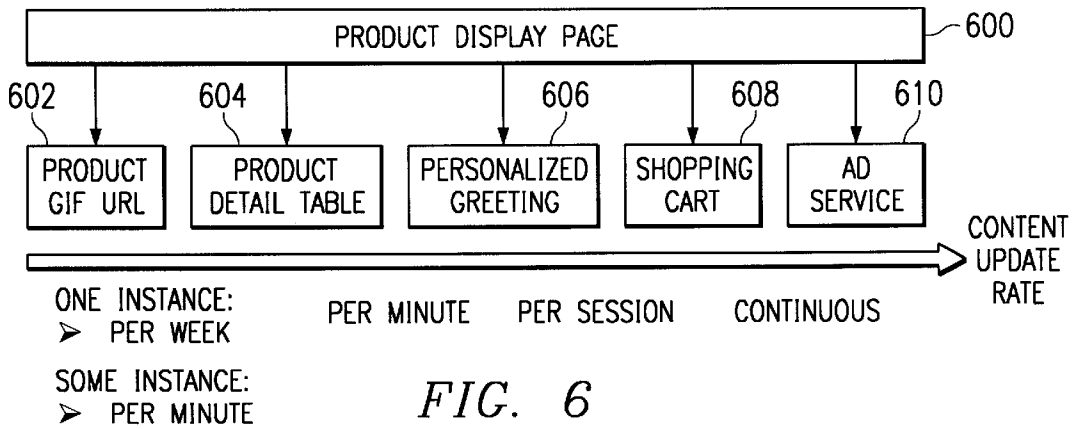 PRODUCT DISPLAY PAGE
600
602
604
606
608
610
PRODUCT
GIF URL
PRODUCT
DETAIL TABLE
PERSONALIZED
GREETING
SHOPPING
CART
AD
SERVICE
CONTENT
UPDATE
RATE
ONE INSTANCE:
➢ PER WEEK
PER MINUTE
PER SESSION
CONTINUOUS
SOME INSTANCE:
➢ PER MINUTE
FIG. 6